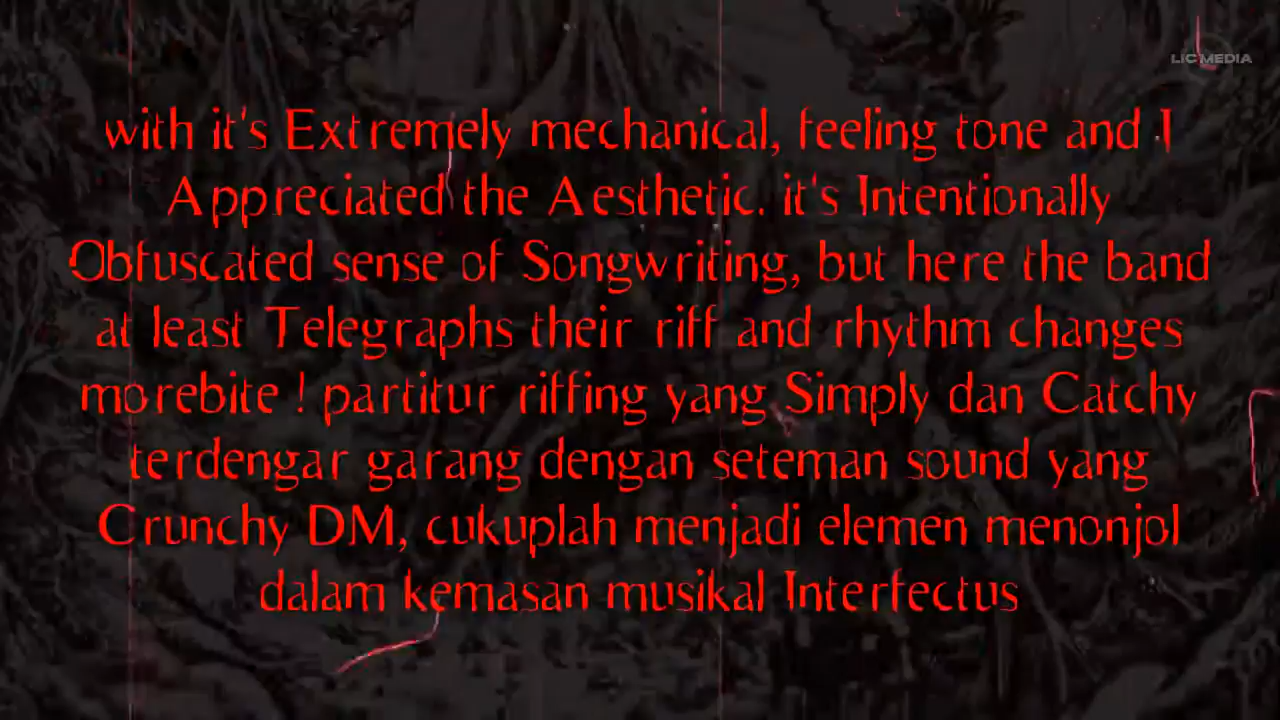 LIC MEDIA
with it's Extremely mechanical, feeling tone and I
Appreciated the Aesthetic. it's Intentionally
Obfuscated sense of Songwriting, but here the band
at least Telegraphs their riff and rhythm changes
morebite ! partitur riffing yang Simply dan Catchy
terdengar garang dengan seteman sound yang
Crunchy DM, cukuplah menjadi elemen menonjol
dalam kemasan musikal Interfectus